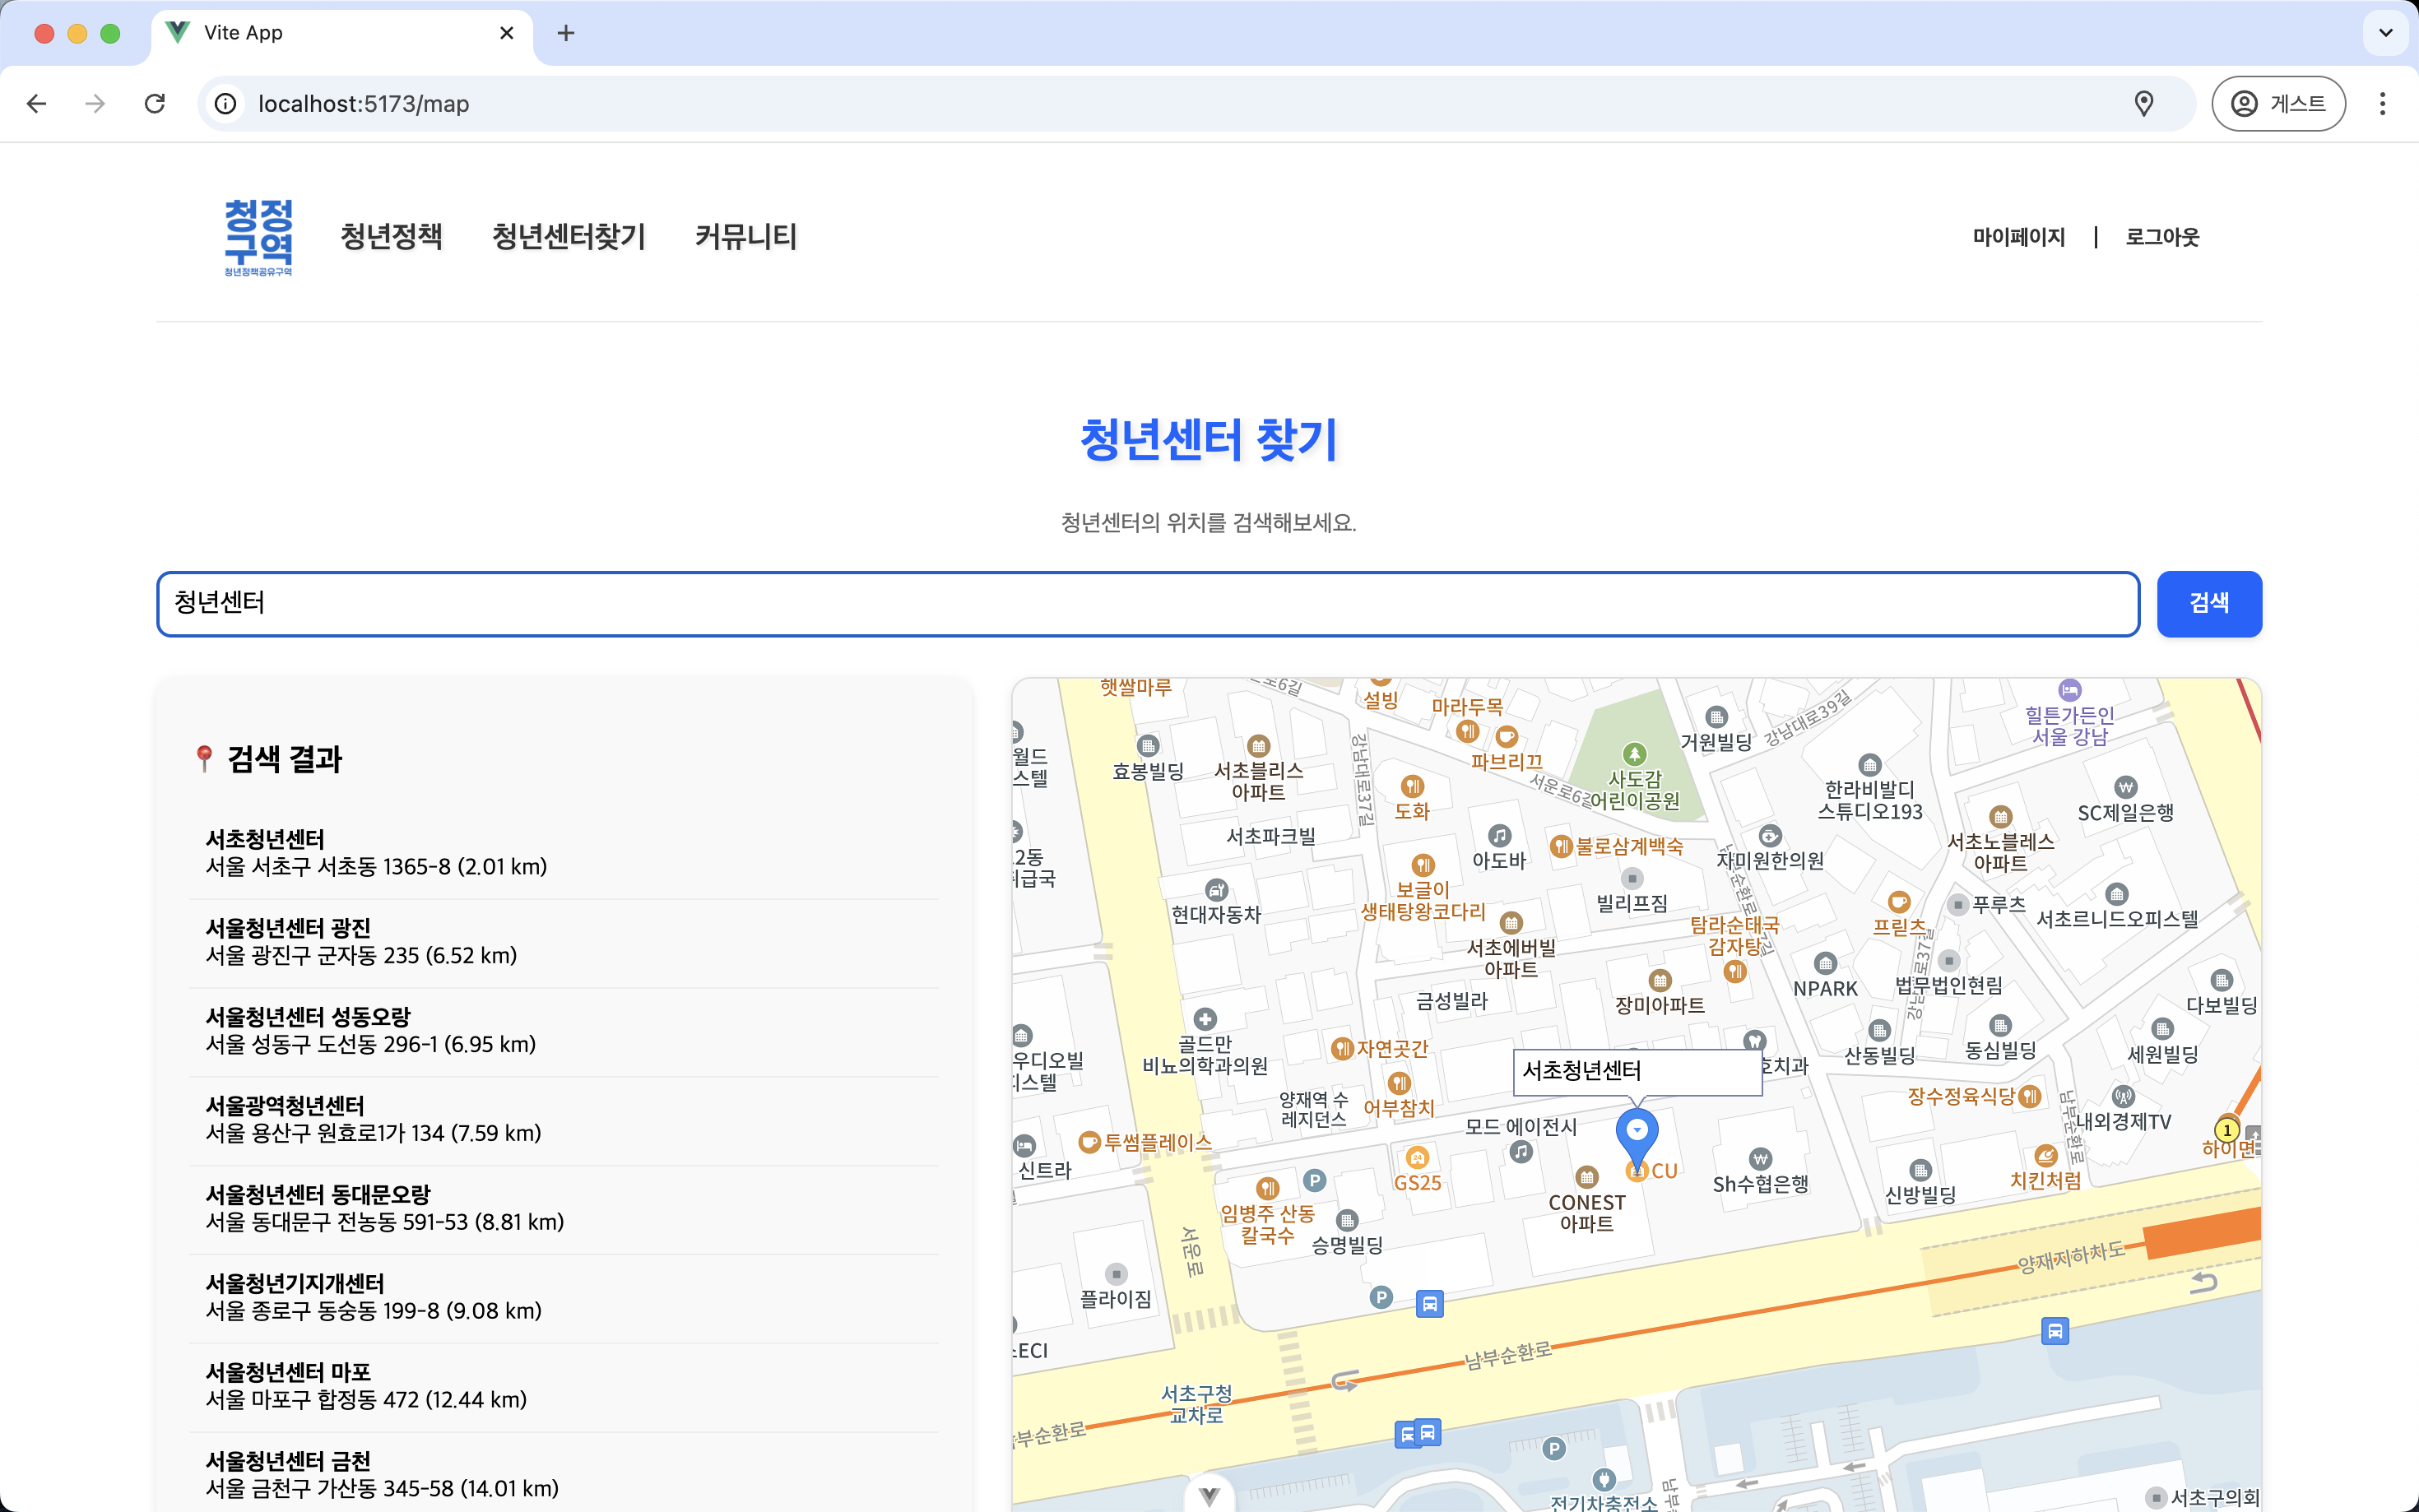 Vite App
localhost:5173/map
게스트
청정
구역
청년정책공유구역
청년정책
청년센터찾기
커뮤니티
마이페이지
로그아웃
청년센터 찾기
청년센터의 위치를 검색해보세요.
청년센터
검색
📍 검색 결과
서초청년센터
서울 서초구 서초동 1365-8 (2.01 km)
서울청년센터 광진
서울 광진구 군자동 235 (6.52 km)
서울청년센터 성동오랑
서울 성동구 도선동 296-1 (6.95 km)
서울광역청년센터
서울 용산구 원효로1가 134 (7.59 km)
서울청년센터 동대문오랑
서울 동대문구 전농동 591-53 (8.81 km)
서울청년기지개센터
서울 종로구 동숭동 199-8 (9.08 km)
서울청년센터 마포
서울 마포구 합정동 472 (12.44 km)
서울청년센터 금천
서울 금천구 가산동 345-58 (14.01 km)
햇쌀마루
설빙
마라두목
파브리끄
거원빌딩
강남대로39길
힐튼가든인
서울 강남
월드
스텔
효봉빌딩
서초블리스
아파트
강남대로37길
도화
서운로6길
사도감
어린이공원
한라비발디
스튜디오193
SC제일은행
서초파크빌
아도바
불로삼계백숙
자미원한의원
서초노블레스
아파트
2동
취급국
현대자동차
보글이
생태탕왕코다리
빌리프짐
탐라순대국
감자탕
프릳츠
푸루츠
서초르니드오피스텔
서초에버빌
아파트
금성빌라
장미아파트
NPARK
법무법인현림
다보빌딩
골드만
비뇨의학과의원
자연곳간
산동빌딩
동심빌딩
세원빌딩
우디오빌
서초청년센터
호치과
양재역 수
레지던스
어부참치
장수정육식당
내외경제TV
모드 에이전시
투썸플레이스
신트라
GS25
CU
CONEST
아파트
Sh수협은행
신방빌딩
치킨처럼
하이면
1
임병주 산동
칼국수
승명빌딩
서운로
플라이짐
양재지하차도
ECI
남부순환로
서초구청
교차로
부순환로
전기차충전소
서초구의회